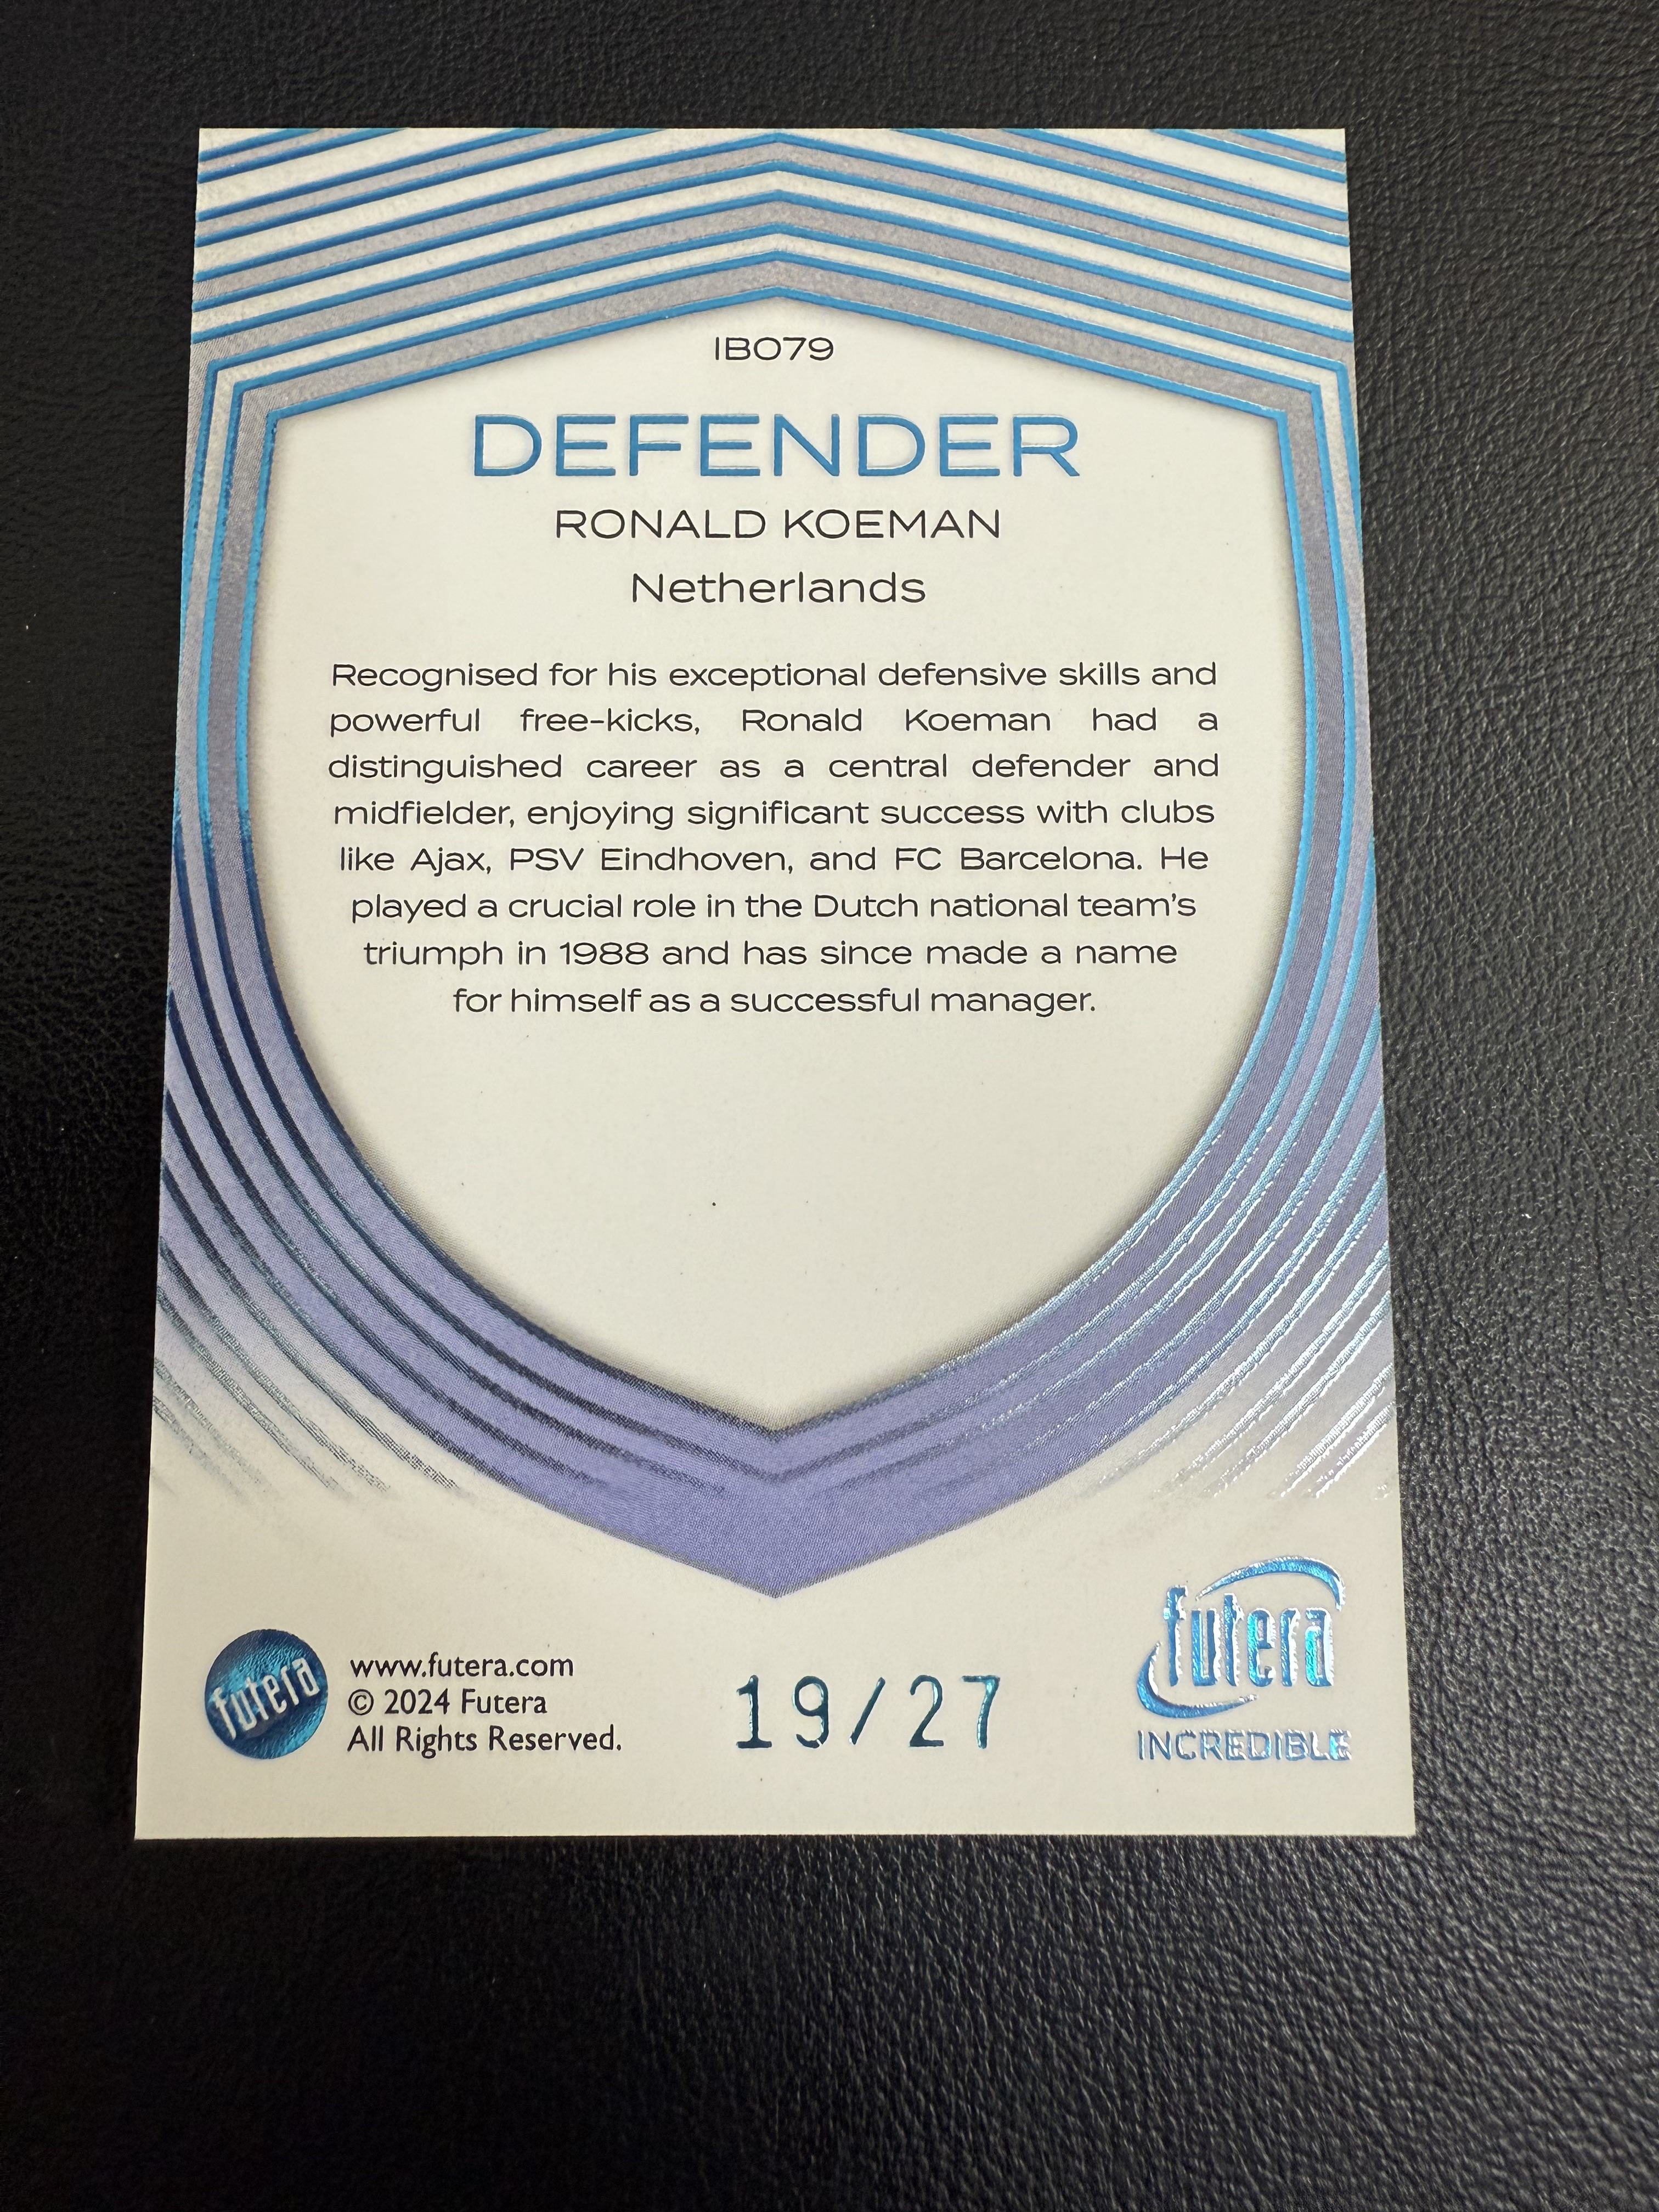 IB079
DEFENDER
RONALD KOEMAN
Netherlands
Recognised for his exceptional defensive skills and
powerful free-kicks, Ronald Koeman had a
distinguished career as a central defender and
midfielder, enjoying significant success with clubs
like Ajax, PSV Eindhoven, and FC Barcelona. He
played a crucial role in the Dutch national team's
triumph in 1988 and has since made a name
for himself as a successful manager.
futera
www.futera.com
© 2024 Futera
All Rights Reserved.
19/27
futera
INCREDIBLE